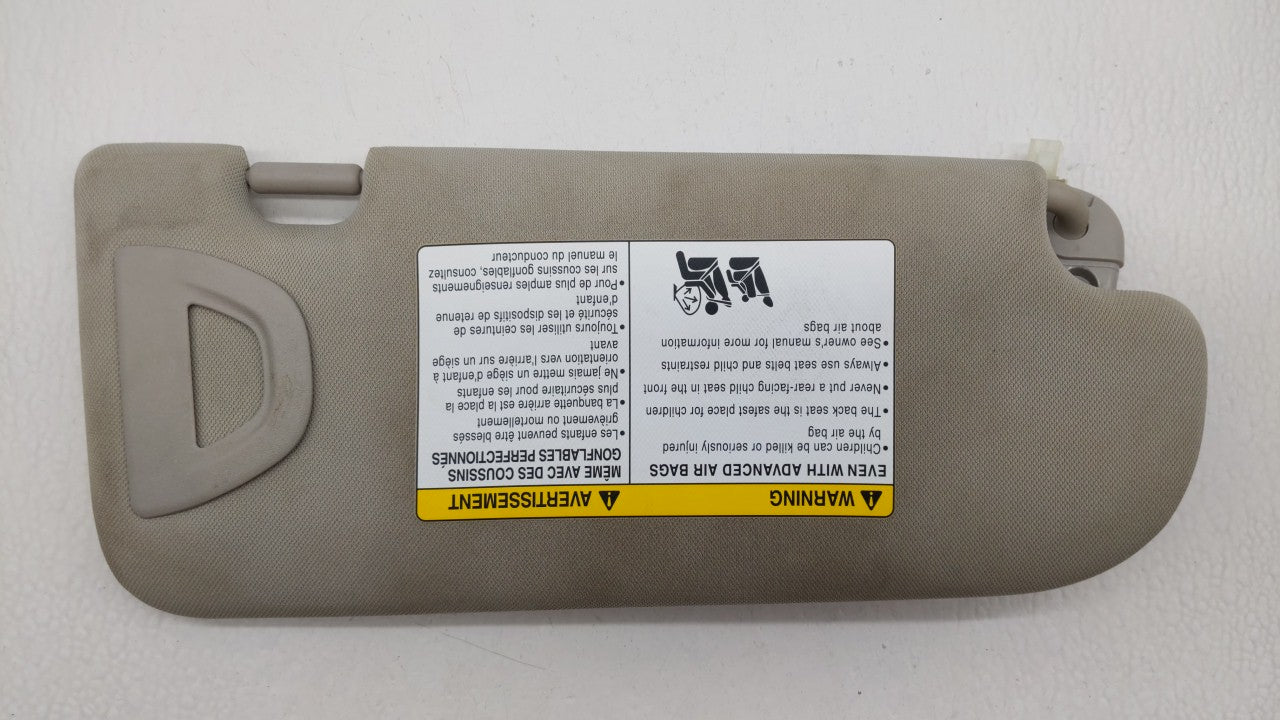 WARNING
EVEN WITH ADVANCED AIR BAGS
•Children can be killed or seriously injured
by the air bag
•The back seat is the safest place for children
•Never put a rear-facing child seat in the front
•Always use seat belts and child restraints
•See owner's manual for more information
about air bags
AVERTISSEMENT
MÊME AVEC DES COUSSINS
GONFLABLES PERFECTIONNÉS
•Les enfants peuvent être blessés
grièvement ou mortellement
•La banquette arrière est la place la
plus sécuritaire pour les enfants
•Ne jamais mettre un siège d'enfant à
orientation vers l'arrière sur un siège
avant
•Toujours utiliser les ceintures de
sécurité et les dispositifs de retenue
d'enfant
•Pour de plus amples renseignements
sur les coussins gonflables, consultez
le manuel du conducteur